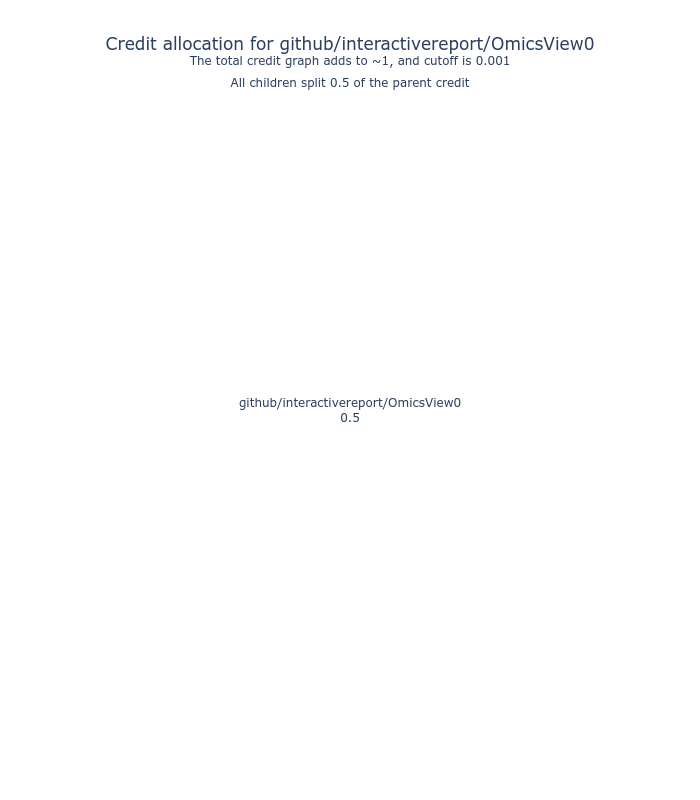 Credit allocation for github/interactivereport/OmicsView0
The total credit graph adds to ~1, and cutoff is 0.001
All children split 0.5 of the parent credit
github/interactivereport/OmicsView0
0.5